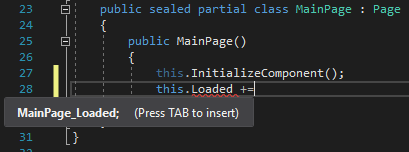 23 public sealed partial class MainPage : Page
24 {
25 public MainPage()
26 {
27 this.InitializeComponent();
28 this.Loaded +=
MainPage_Loaded; (Press TAB to insert)
31 }